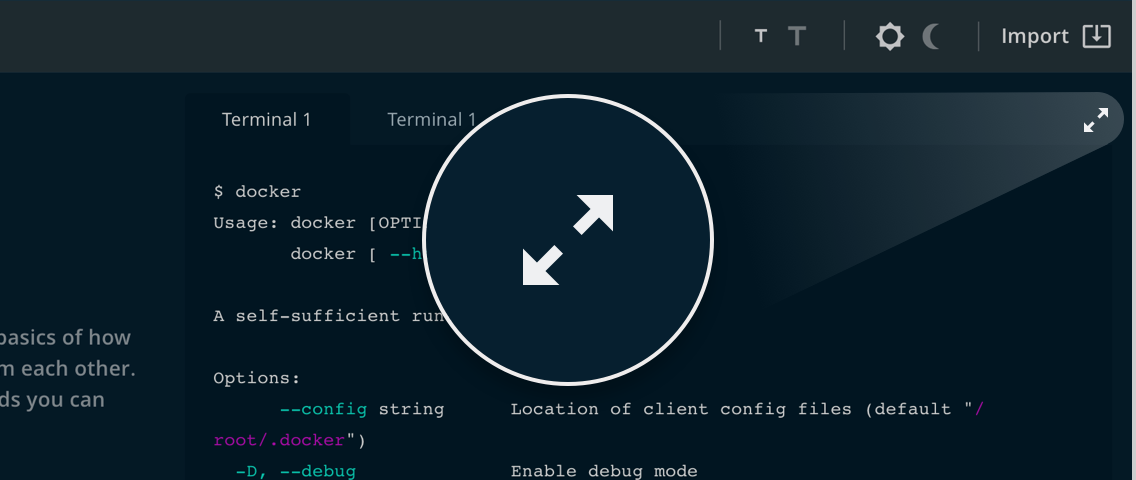 T T Import
Terminal 1 Terminal 1
$ docker
Usage: docker [OPTI
docker [ --h
A self-sufficient run
basics of how
m each other.
ds you can
Options:
--config string Location of client config files (default "/
root/.docker")
-D, --debug Enable debug mode